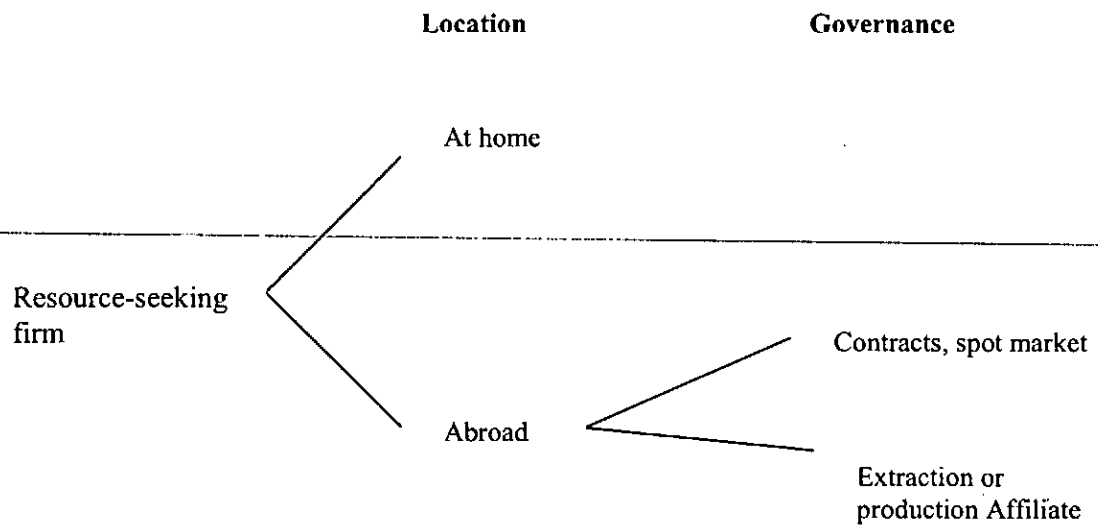 Location Governance
At home
Resource-seeking
firm
Contracts, spot market
Abroad
Extraction or
production Affiliate